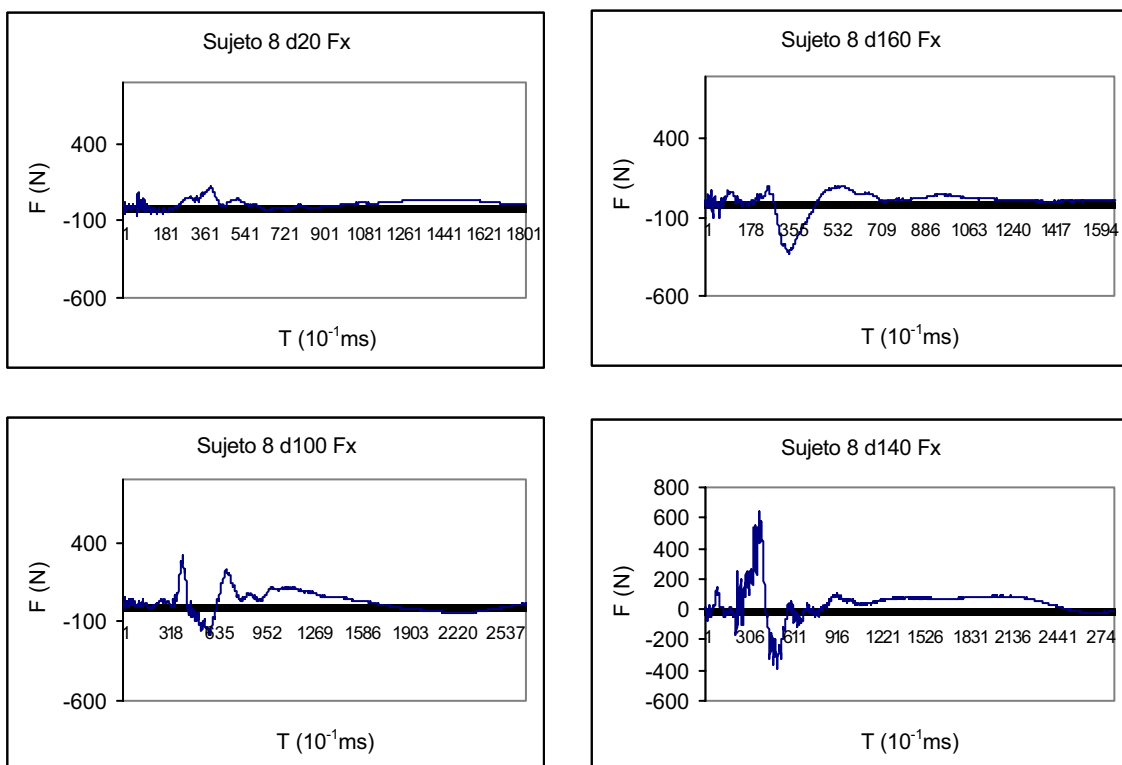 Sujeto 8 d20 Fx
400
-100
-600
F (N)
1 181 361 541 721 901 1081 1261 1441 1621 1801
T (10⁻¹ms)
Sujeto 8 d160 Fx
400
-100
-600
F (N)
1 178 355 532 709 886 1063 1240 1417 1594
T (10⁻¹ms)
Sujeto 8 d100 Fx
400
-100
-600
F (N)
1 318 635 952 1269 1586 1903 2220 2537
T (10⁻¹ms)
Sujeto 8 d140 Fx
800
600
400
200
0
-200
-400
-600
F (N)
1 306 611 916 1221 1526 1831 2136 2441 274
T (10⁻¹ms)